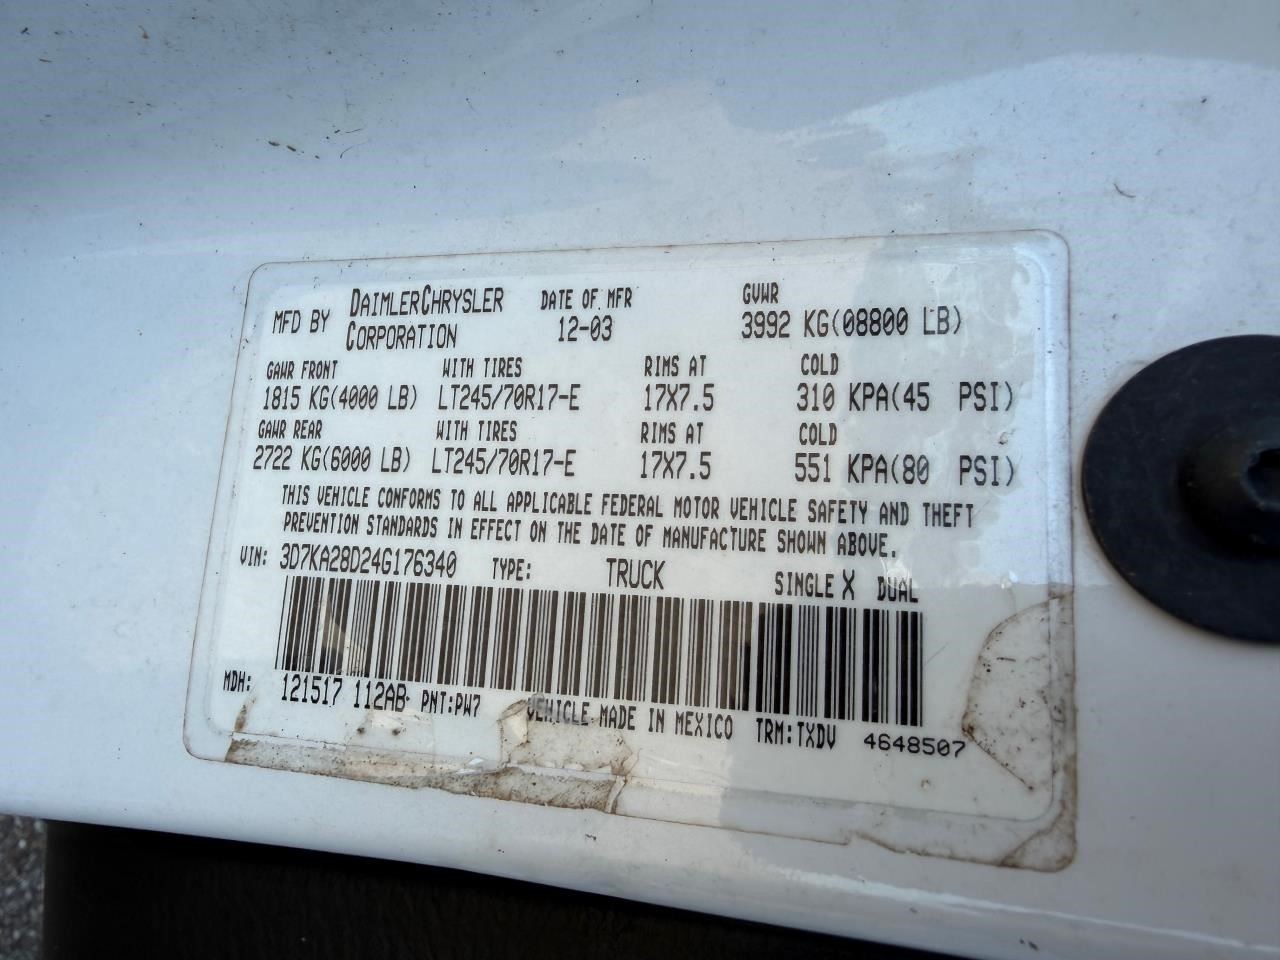 MFD BY DAIMLERCHRYSLER CORPORATION DATE OF MFR 12-03 GVWR 3992 KG(08800 LB)
GAWR FRONT WITH TIRES RIMS AT COLD
1815 KG(4000 LB) LT245/70R17-E 17X7.5 310 KPA(45 PSI)
GAWR REAR WITH TIRES RIMS AT COLD
2722 KG(6000 LB) LT245/70R17-E 17X7.5 551 KPA(80 PSI)
THIS VEHICLE CONFORMS TO ALL APPLICABLE FEDERAL MOTOR VEHICLE SAFETY AND THEFT
PREVENTION STANDARDS IN EFFECT ON THE DATE OF MANUFACTURE SHOWN ABOVE.
VIN: 3D7KA28D24G176340 TYPE: TRUCK SINGLE X DUAL
MDH: 121517 112AB PNT:PW7 VEHICLE MADE IN MEXICO TRM:TXDV 4648507